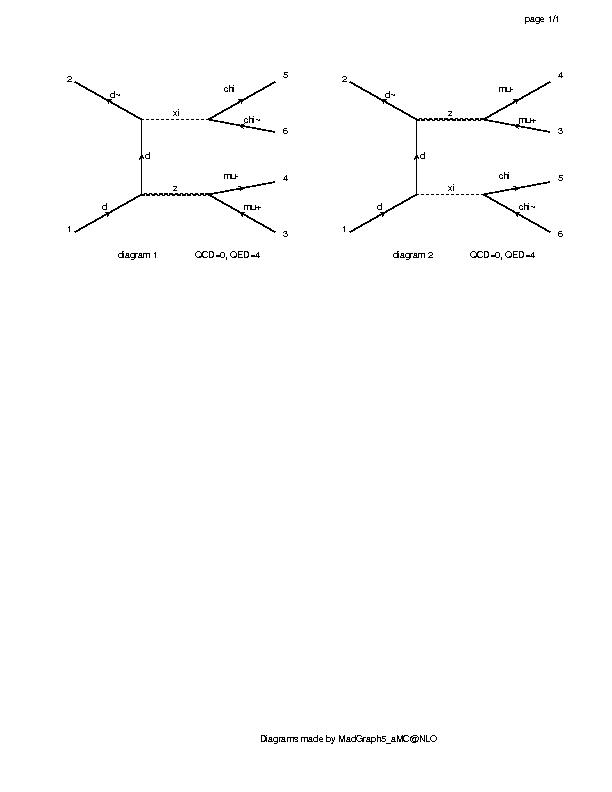 page 1/1
2
d~
xi
chi
5
chi~
6
d
mu-
4
z
d
mu+
1
3
diagram 1 QCD=0, QED=4
2
d~
z
mu-
4
mu+
3
d
chi
5
xi
d
chi~
1
6
diagram 2 QCD=0, QED=4
Diagrams made by MadGraph5_aMC@NLO